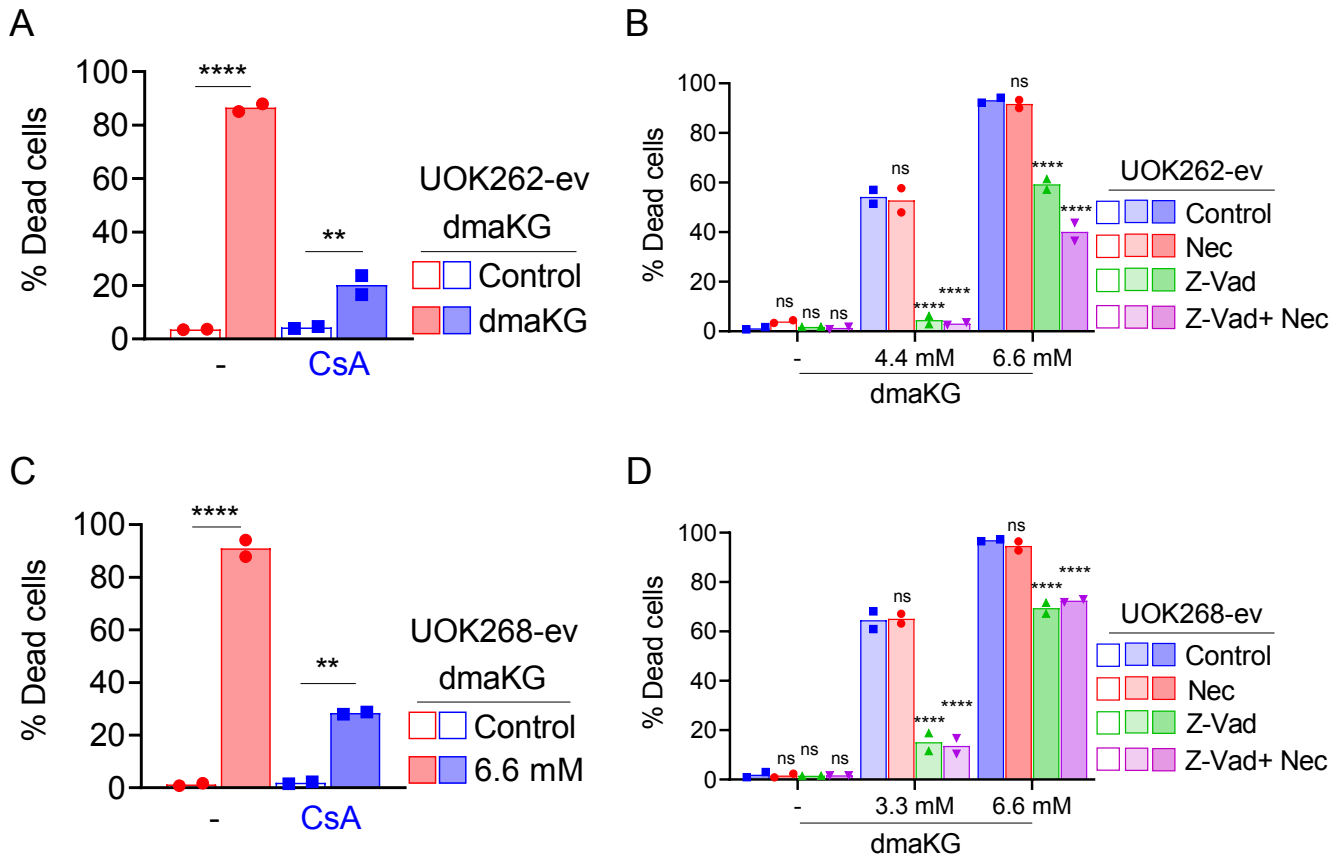 A
% Dead cells
100
80
60
40
20
0
****
**
-
CsA
UOK262-ev
dmaKG
Control
dmaKG
B
% Dead cells
100
80
60
40
20
0
ns
ns
ns
ns
****
****
ns
****
****
-
4.4 mM
6.6 mM
dmaKG
UOK262-ev
Control
Nec
Z-Vad
Z-Vad+ Nec
C
% Dead cells
100
80
60
40
20
0
****
**
-
CsA
UOK268-ev
dmaKG
Control
6.6 mM
D
% Dead cells
100
80
60
40
20
0
ns
ns
ns
ns
****
****
ns
****
****
-
3.3 mM
6.6 mM
dmaKG
UOK268-ev
Control
Nec
Z-Vad
Z-Vad+ Nec